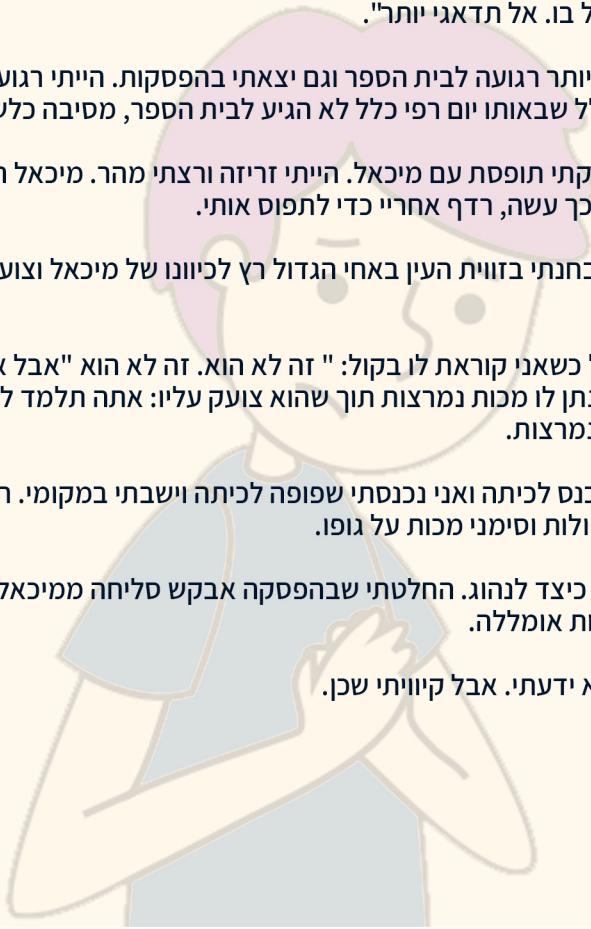 ל בו. אל תדאגי יותר".
יותר רגועה לבית הספר וגם יצאתי בהפסקות. הייתי רגוע
ל שבאותו יום רפי כלל לא הגיע לבית הספר, מסיבה כלש
קתי תופסת עם מיכאל. הייתי זריזה ורצתי מהר. מיכאל ר
כך עשה, רדף אחריי כדי לתפוס אותי.
בחנתי בזווית העין באחי הגדול רץ לכיוונו של מיכאל וצוע
ל כשאני קוראת לו בקול: " זה לא הוא. זה לא הוא "אבל א
נתן לו מכות נמרצות תוך שהוא צועק עליו: אתה תלמד ל
נמרצות.
כנס לכיתה ואני נכנסתי שפופה לכיתה וישבתי במקומי. ה
ולות וסימני מכות על גופו.
כיצד לנהוג. החלטתי שבהפסקה אבקש סליחה ממיכאל
ות אומללה.
א ידעתי. אבל קיוויתי שכן.